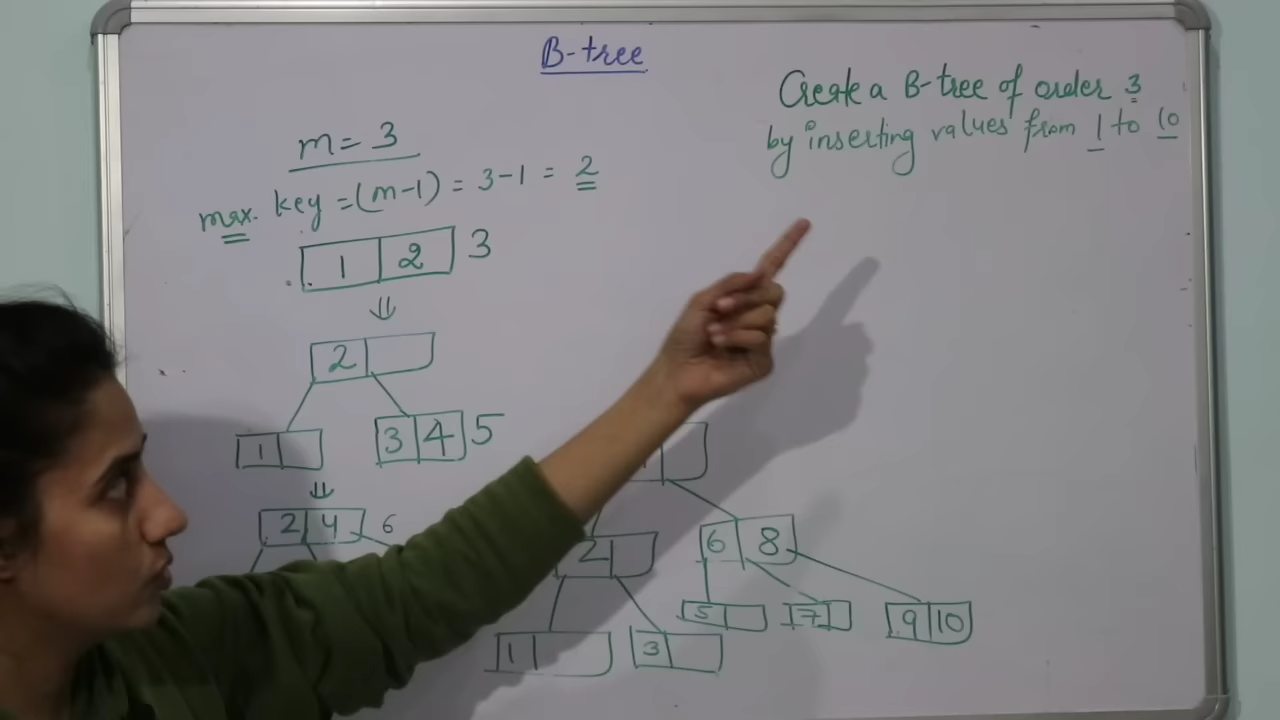 B-tree
Create a B-tree of order 3
by inserting values from 1 to 10
m = 3
max. key = (m-1) = 3-1 = 2
1 2 3
2
1 3 4 5
2 4 6
2 6 8
5 7 9 10
1 3